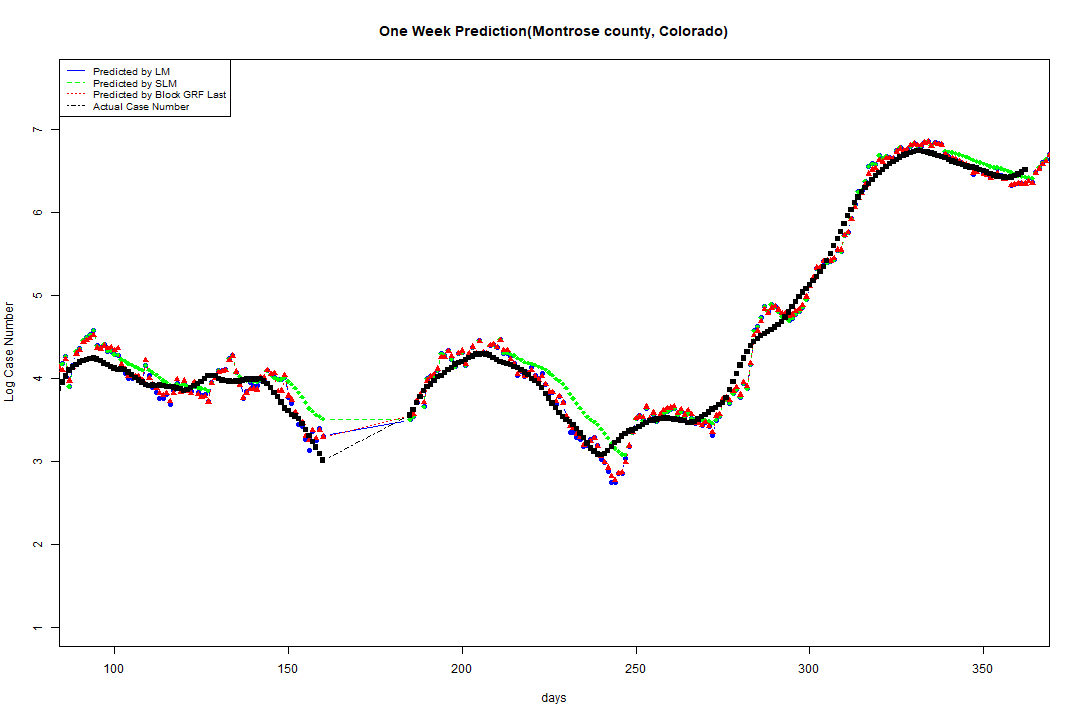 One Week Prediction(Montrose county, Colorado)
Predicted by LM
Predicted by SLM
Predicted by Block GRF Last
Actual Case Number
7
6
5
4
3
2
1
Log Case Number
100 150 200 250 300 350
days